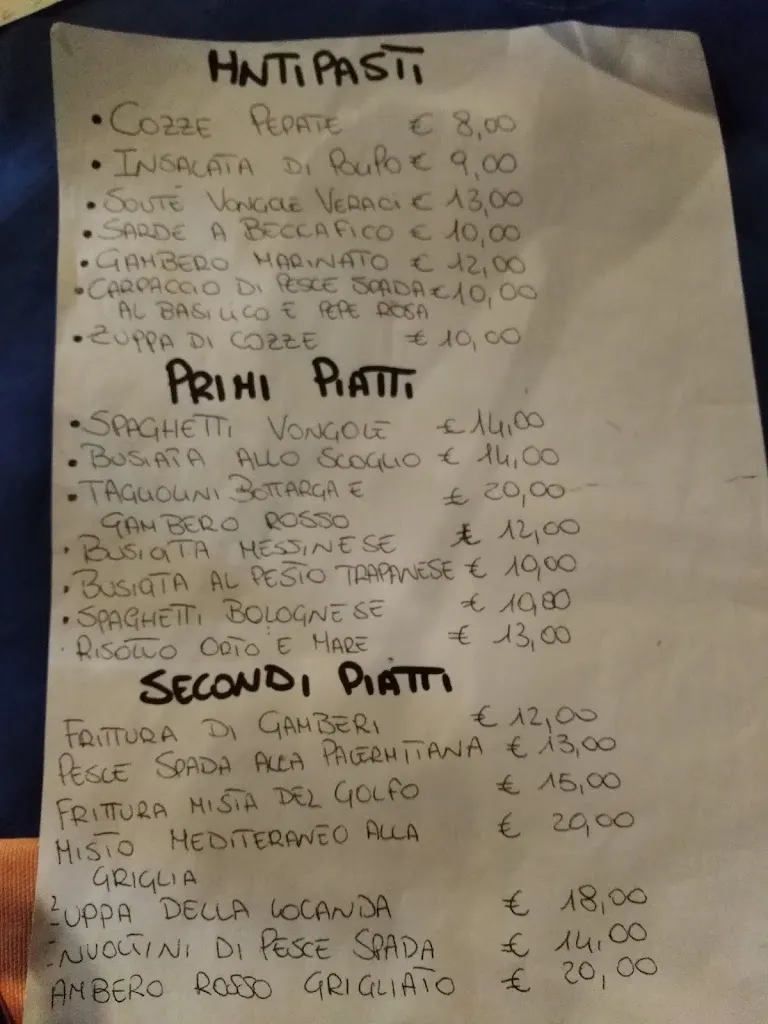 ANTIPASTI
• COZZE PEPATE € 8,00
• INSALATA DI POLIPO € 9,00
• SOUTÉ VONGOLE VERACI € 13,00
• SARDE A BECCAFICO € 10,00
• GAMBERO MARINATO € 12,00
• CARPACCIO DI PESCE SPADA € 10,00
AL BASILICO E PEPE ROSA
• ZUPPA DI COZZE € 10,00
PRIMI PIATTI
• SPAGHETTI VONGOLE € 14,00
• BUSIATA ALLO SCOGLIO € 14,00
• TAGLIOLINI BOTTARGA E € 20,00
GAMBERO ROSSO
• BUSIATA MESSINESE € 12,00
• BUSIATA AL PESTO TRAPANESE € 10,00
• SPAGHETTI BOLOGNESE € 10,00
• RISOTTO ORTO E MARE € 13,00
SECONDI PIATTI
FRITTURA DI GAMBERI € 12,00
PESCE SPADA ALLA PALERMITANA € 13,00
FRITTURA MISTA DEL GOLFO € 15,00
MISTO MEDITERANEO ALLA € 20,00
GRIGLIA
ZUPPA DELLA LOCANDA € 18,00
INVOLTINI DI PESCE SPADA € 14,00
AMBERO ROSSO GRIGLIATO € 20,00